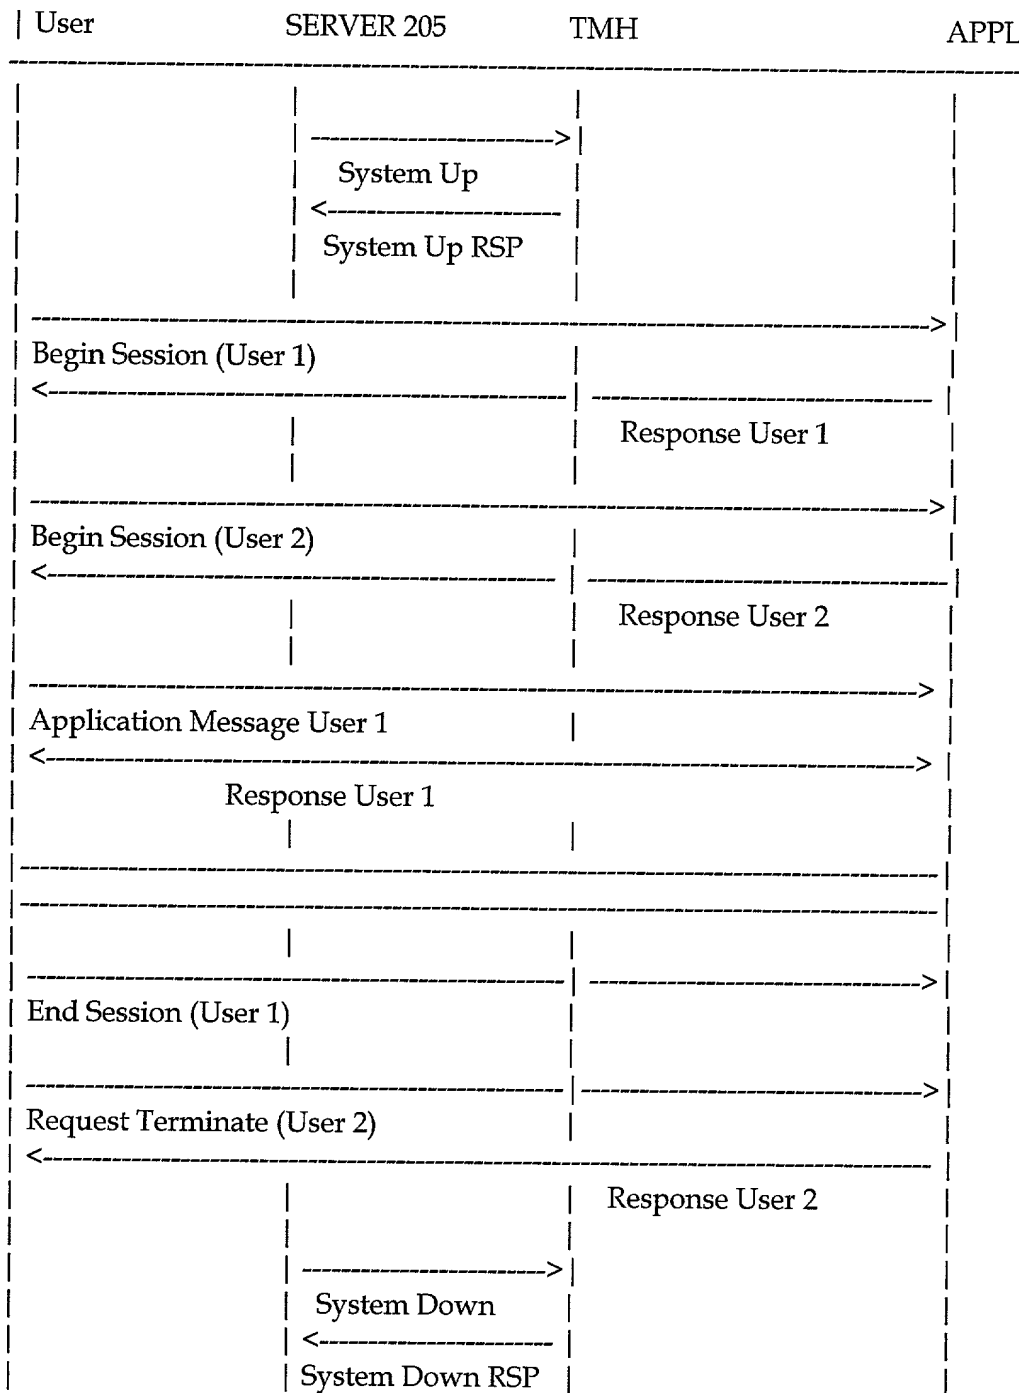 | User SERVER 205 TMH APPL
System Up
System Up RSP
Begin Session (User 1)
Response User 1
Begin Session (User 2)
Response User 2
Application Message User 1
Response User 1
End Session (User 1)
Request Terminate (User 2)
Response User 2
System Down
System Down RSP